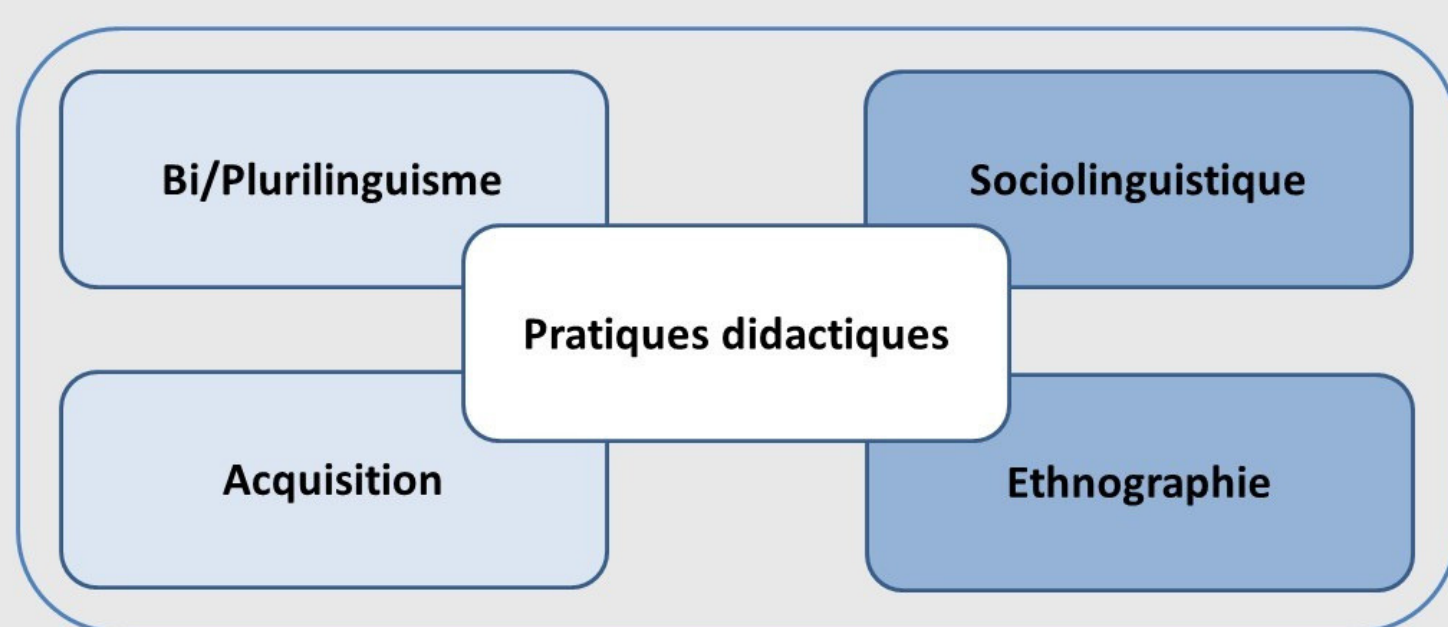 Bi/Plurilinguisme
Sociolinguistique
Pratiques didactiques
Acquisition
Ethnographie